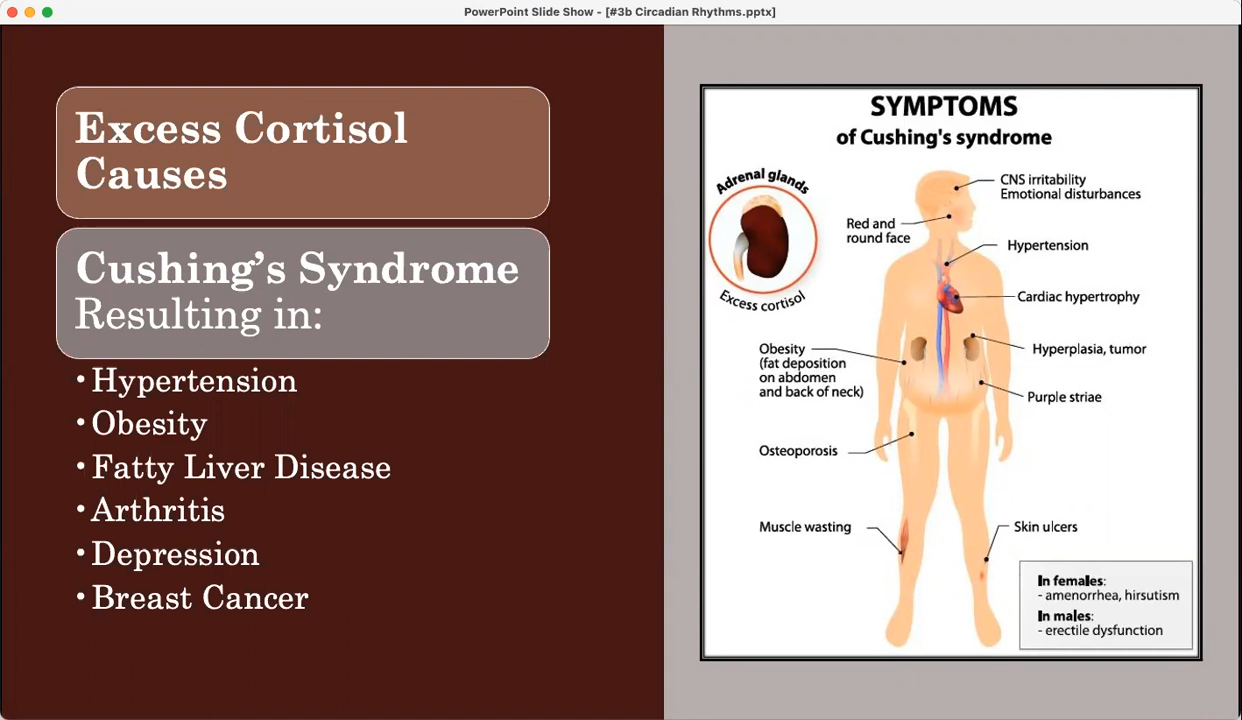 PowerPoint Slide Show - [#3b Circadian Rhythms.pptx]
Excess Cortisol
Causes
Cushing’s Syndrome
Resulting in:
• Hypertension
• Obesity
• Fatty Liver Disease
• Arthritis
• Depression
• Breast Cancer
SYMPTOMS
of Cushing's syndrome
Adrenal glands
Excess cortisol
CNS irritability
Emotional disturbances
Red and
round face
Hypertension
Cardiac hypertrophy
Obesity
(fat deposition
on abdomen
and back of neck)
Hyperplasia, tumor
Purple striae
Osteoporosis
Muscle wasting
Skin ulcers
In females:
- amenorrhea, hirsutism
In males:
- erectile dysfunction